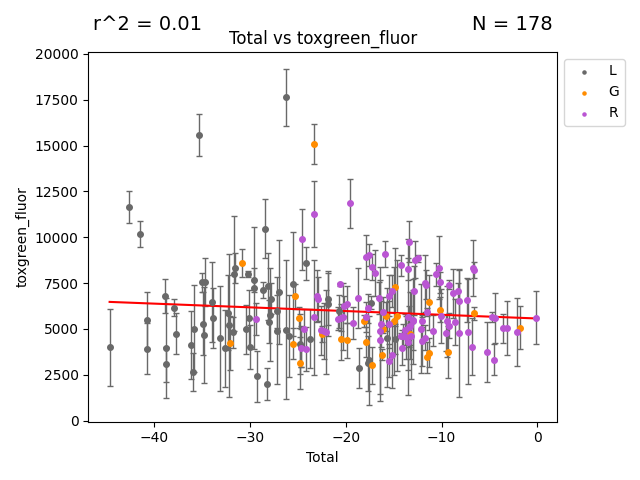 r^2 = 0.01
N = 178
Total vs toxgreen_fluor
20000
17500
15000
12500
10000
7500
5000
2500
0
toxgreen_fluor
−40
−30
−20
−10
0
Total
L
G
R